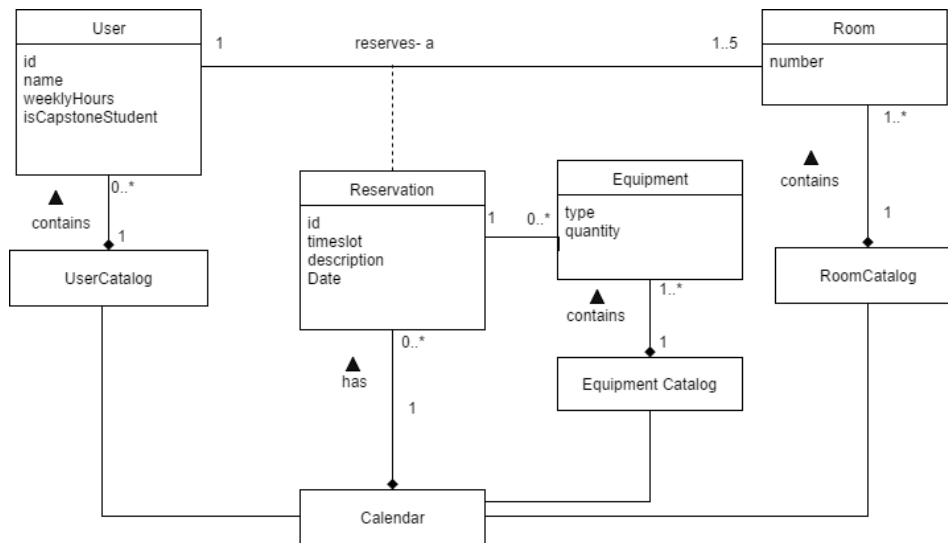 User
id
name
weeklyHours
isCapstoneStudent
1
reserves- a
1..5
Room
number
0..*
contains
1
UserCatalog
Reservation
id
timeslot
description
Date
1
0..*
Equipment
type
quantity
1..*
contains
1
RoomCatalog
1..*
contains
1
Equipment Catalog
0..*
has
1
Calendar